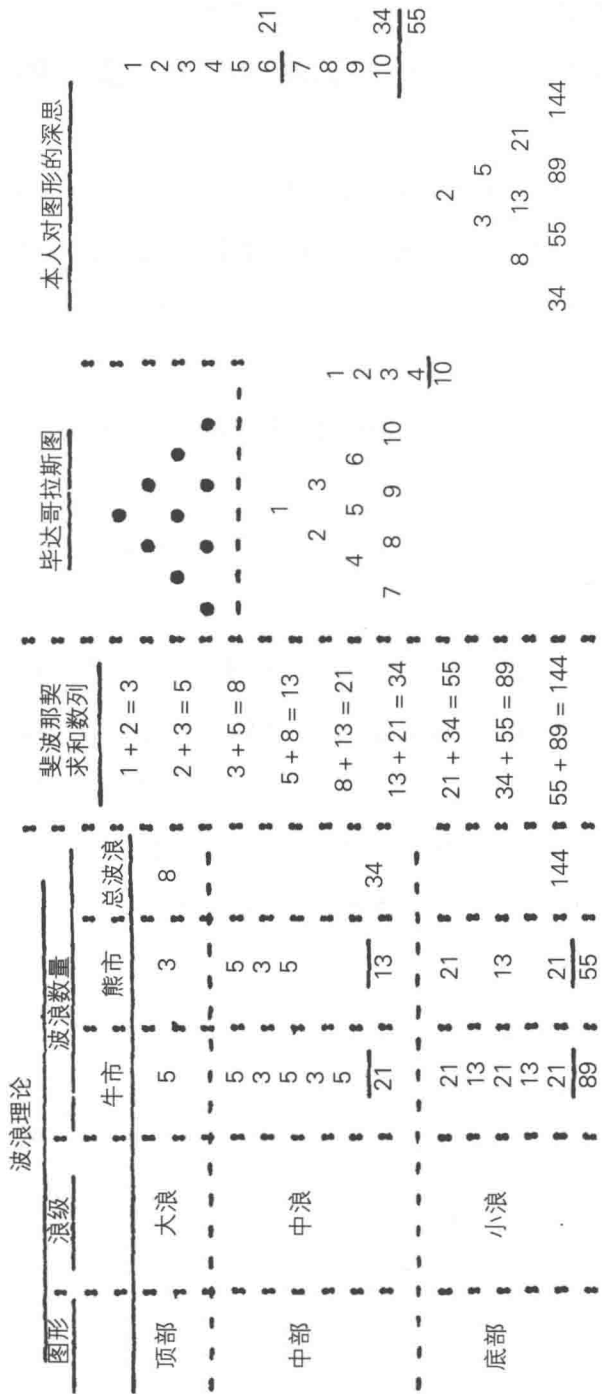 波浪理论
图形 浪级 波浪数量
牛市 熊市 总波浪
顶部 大浪 5 3 8
中部 中浪 5 5
3 3
5 5
3
5
21 13 34
底部 小浪 21 21
13
21 13
13
21 21
89 55 144
斐波那契
求和数列
1 + 2 = 3
2 + 3 = 5
3 + 5 = 8
5 + 8 = 13
8 + 13 = 21
13 + 21 = 34
21 + 34 = 55
34 + 55 = 89
55 + 89 = 144
毕达哥拉斯图
1
2 3
4 5 6
7 8 9 10
1
2
3
4
10
本人对图形的深思
1
2
3
4
5
6 21
7
8
9
10 34
55
2
3 5
8 13 21
34 55 89 144